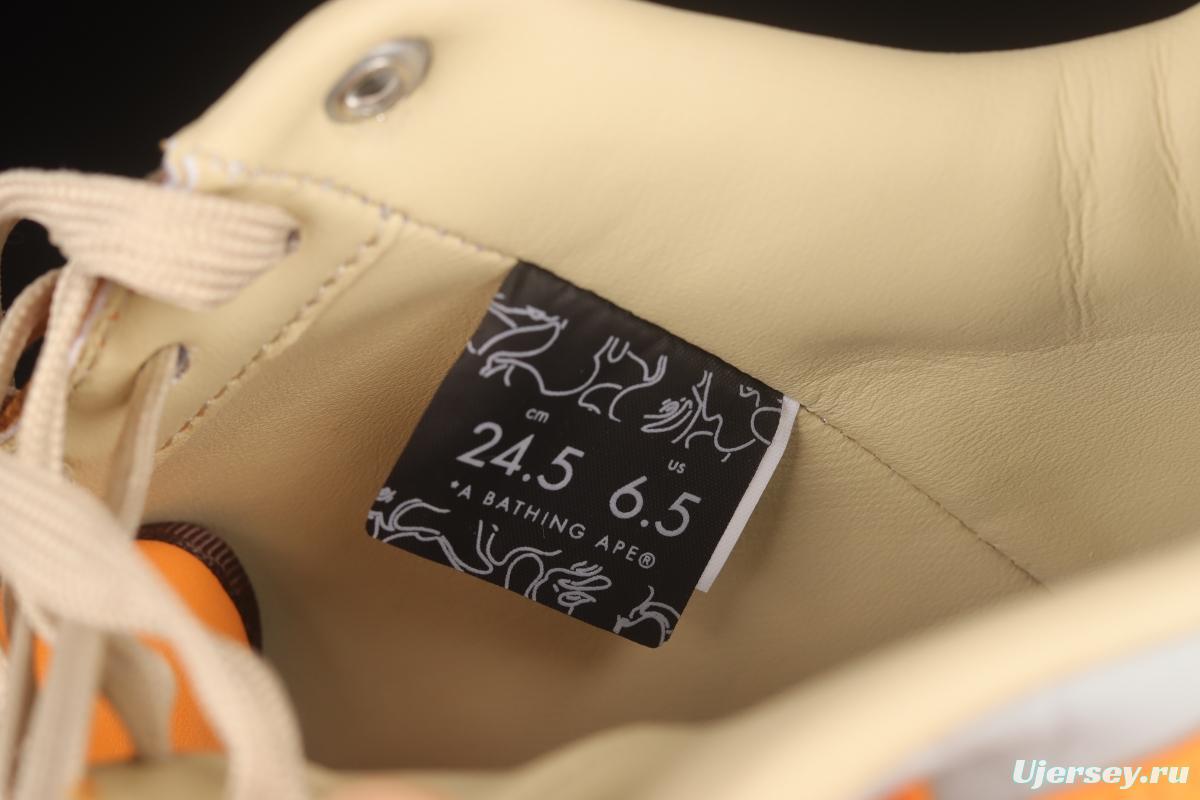 cm
24.5
US
6.5
*A BATHING APE®
Ujersey.ru